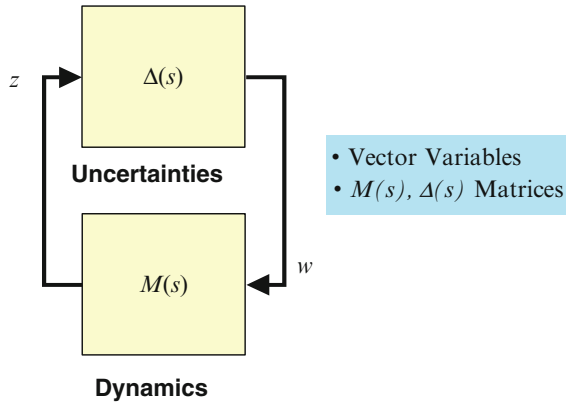 z
Δ(s)
Uncertainties
• Vector Variables
• M(s), Δ(s) Matrices
w
M(s)
Dynamics